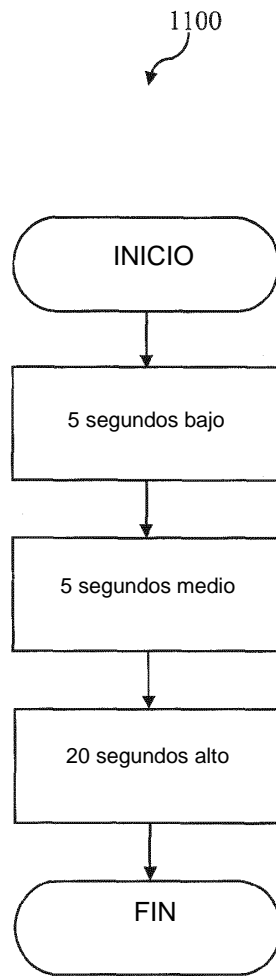 1100
INICIO
5 segundos bajo
5 segundos medio
20 segundos alto
FIN